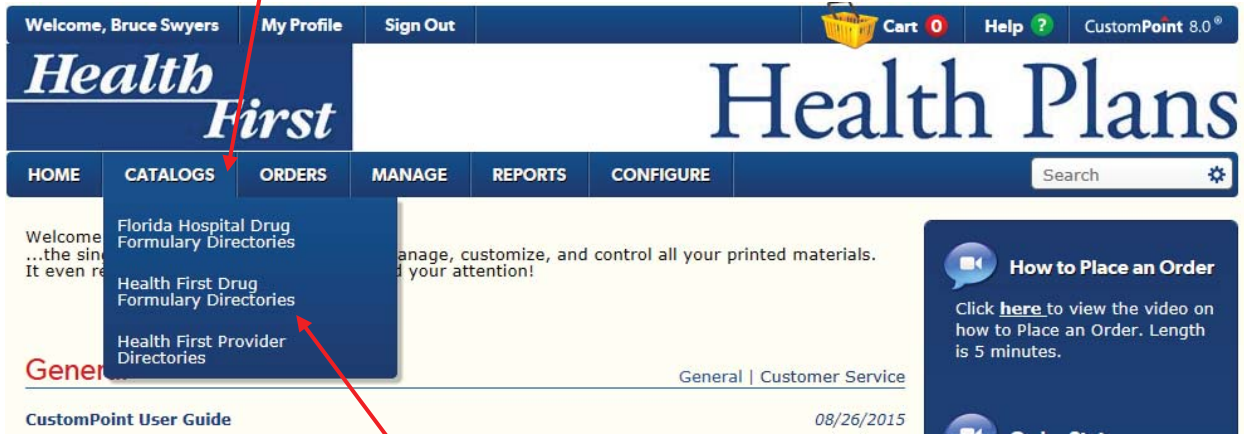 Welcome, Bruce Swyers My Profile Sign Out Cart 0 Help ? CustomPoint 8.0®
Health First
Health Plans
HOME CATALOGS ORDERS MANAGE REPORTS CONFIGURE Search
Florida Hospital Drug
Formulary Directories
Health First Drug
Formulary Directories
Health First Provider
Directories
Welcome
...the anage, customize, and control all your printed materials.
It even your attention!
General | Customer Service
CustomPoint User Guide 08/26/2015
How to Place an Order
Click here to view the video on
how to Place an Order. Length
is 5 minutes.